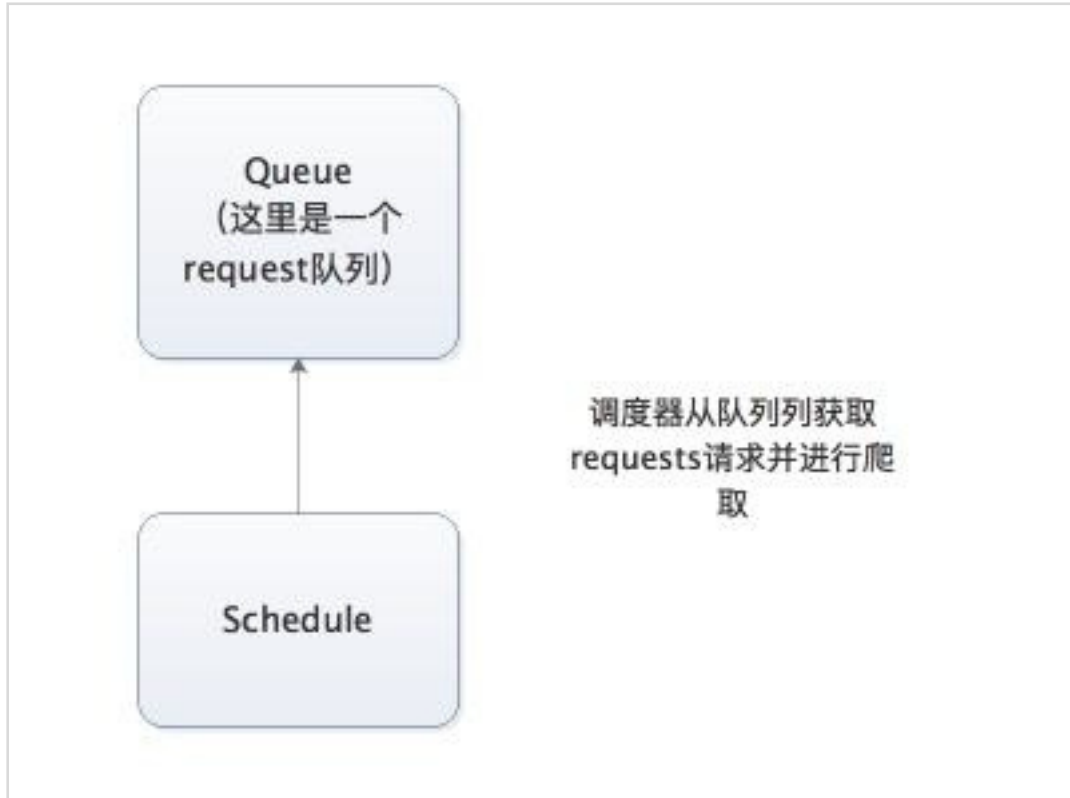 Queue
（这里是一个
request队列）
调度器从队列列获取
requests请求并进行爬
取
Schedule